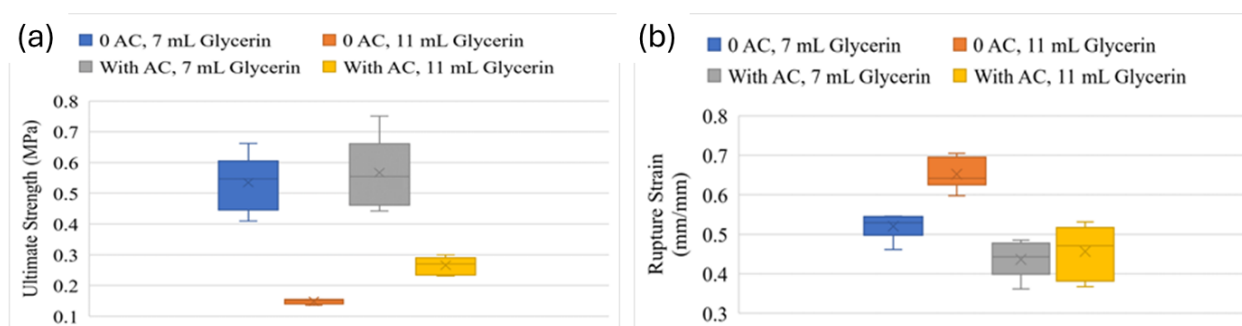 (a)
0 AC, 7 mL Glycerin
0 AC, 11 mL Glycerin
With AC, 7 mL Glycerin
With AC, 11 mL Glycerin
Ultimate Strength (MPa)
0.8
0.7
0.6
0.5
0.4
0.3
0.2
0.1
(b)
0 AC, 7 mL Glycerin
0 AC, 11 mL Glycerin
With AC, 7 mL Glycerin
With AC, 11 mL Glycerin
Rupture Strain
(mm/mm)
0.8
0.7
0.6
0.5
0.4
0.3